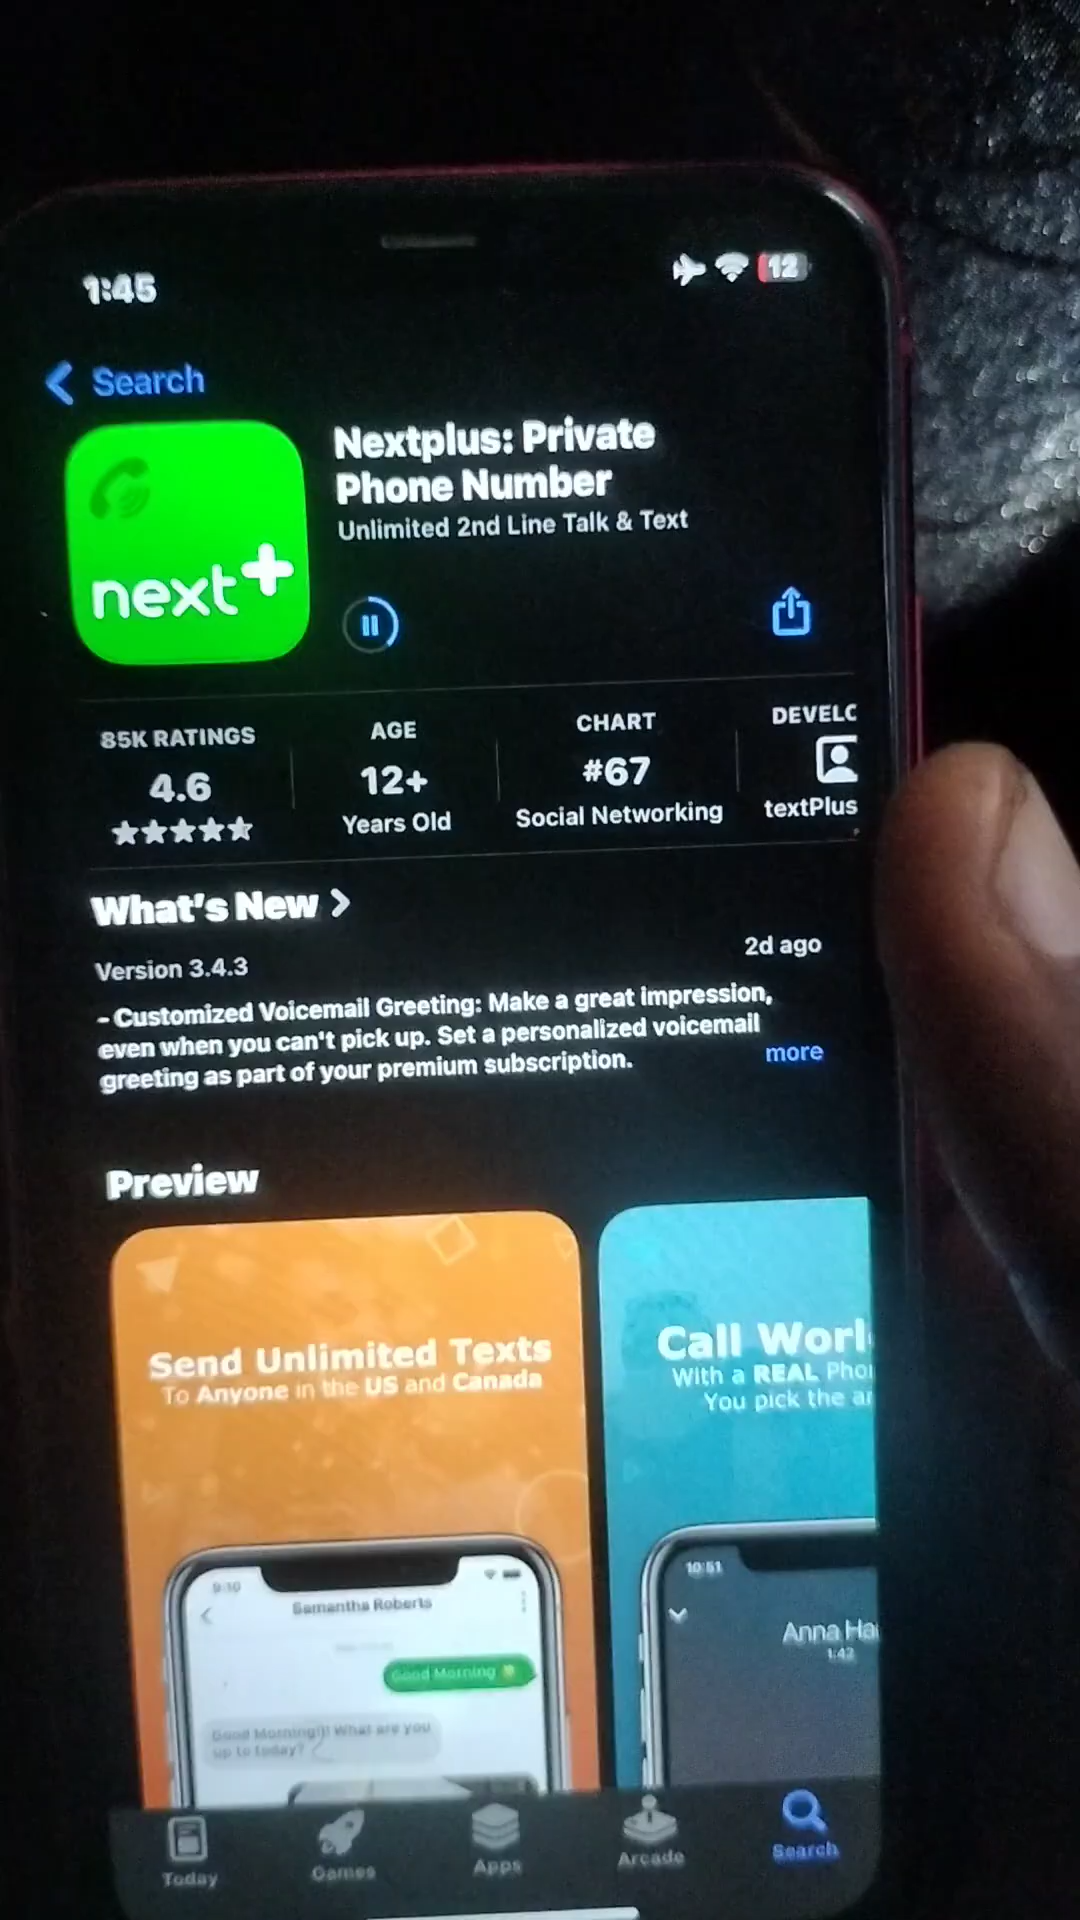 1:45
12
Search
next+
Nextplus: Private
Phone Number
Unlimited 2nd Line Talk & Text
85K RATINGS
4.6
AGE
12+
Years Old
CHART
#67
Social Networking
DEVELC
textPlus
What's New
Version 3.4.3
2d ago
- Customized Voicemail Greeting: Make a great impression,
even when you can't pick up. Set a personalized voicemail
greeting as part of your premium subscription.
more
Preview
Send Unlimited Texts
To Anyone in the US and Canada
9:10
Samantha Roberts
Good Morning
Good Morning!! What are you
up to today?
Call Worl
With a REAL Pho
You pick the ar
10:51
Anna Ha
1:42
Today
Games
Apps
Arcade
Search